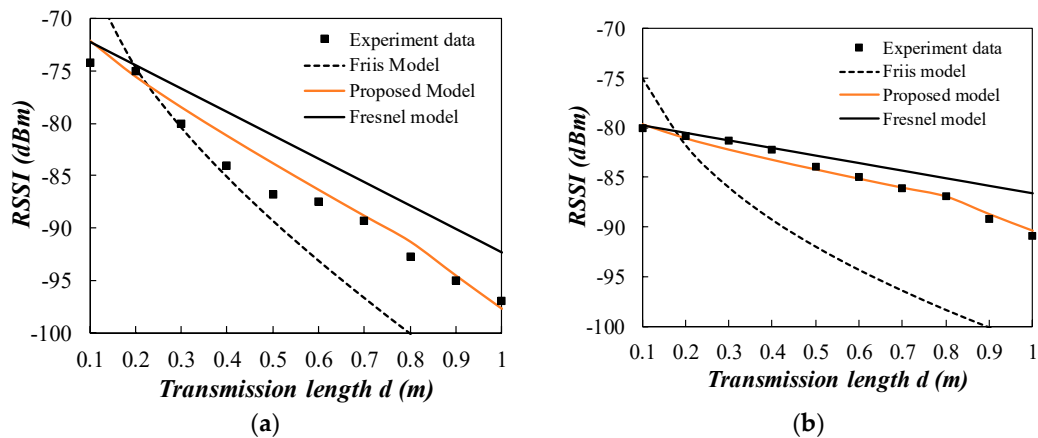 -70
-75
-80
-85
-90
-95
-100
RSSI (dBm)
Experiment data
Friis Model
Proposed Model
Fresnel model
0.1 0.2 0.3 0.4 0.5 0.6 0.7 0.8 0.9 1
Transmission length d (m)
(a)
-70
-75
-80
-85
-90
-95
-100
RSSI (dBm)
Experiment data
Friis model
Proposed model
Fresnel model
0.1 0.2 0.3 0.4 0.5 0.6 0.7 0.8 0.9 1
Transmission length d (m)
(b)